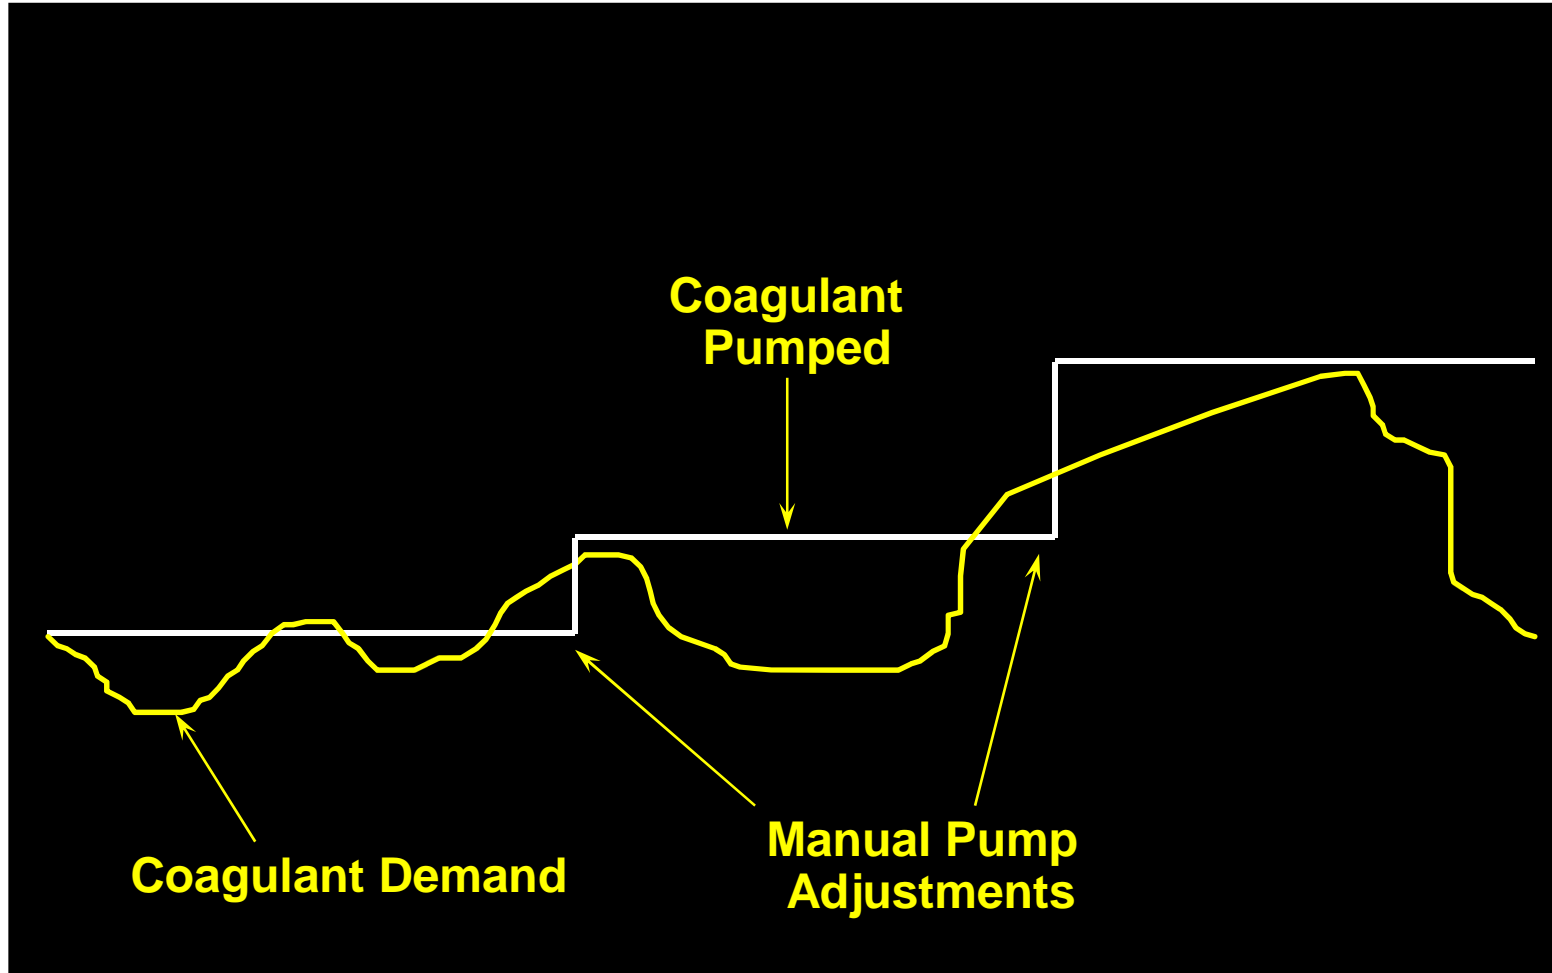 Coagulant
Pumped
Coagulant Demand
Manual Pump
Adjustments